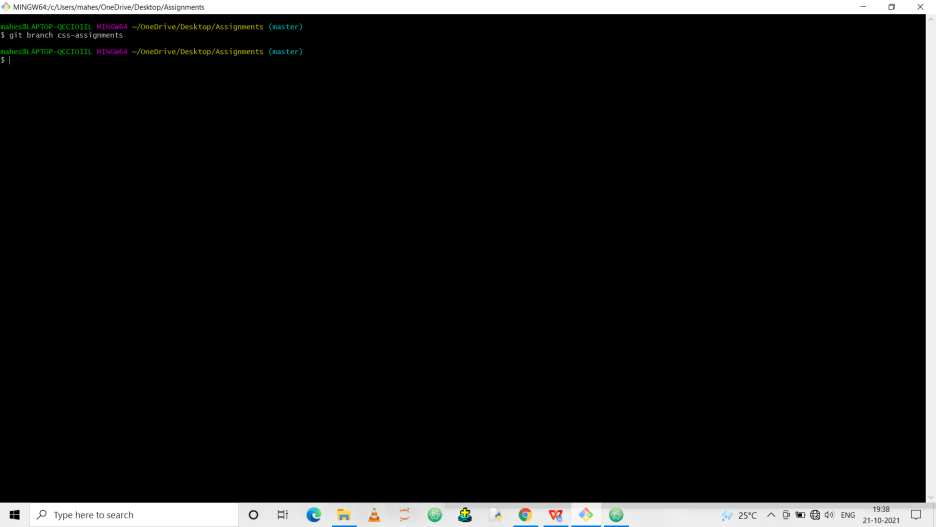 MINGW64:/c/Users/mahes/OneDrive/Desktop/Assignments
mahes@LAPTOP-QCCIOIIL MINGW64 ~/OneDrive/Desktop/Assignments (master)
$ git branch css-assignments
mahes@LAPTOP-QCCIOIIL MINGW64 ~/OneDrive/Desktop/Assignments (master)
$
Type here to search
25°C
ENG
19:38
21-10-2021